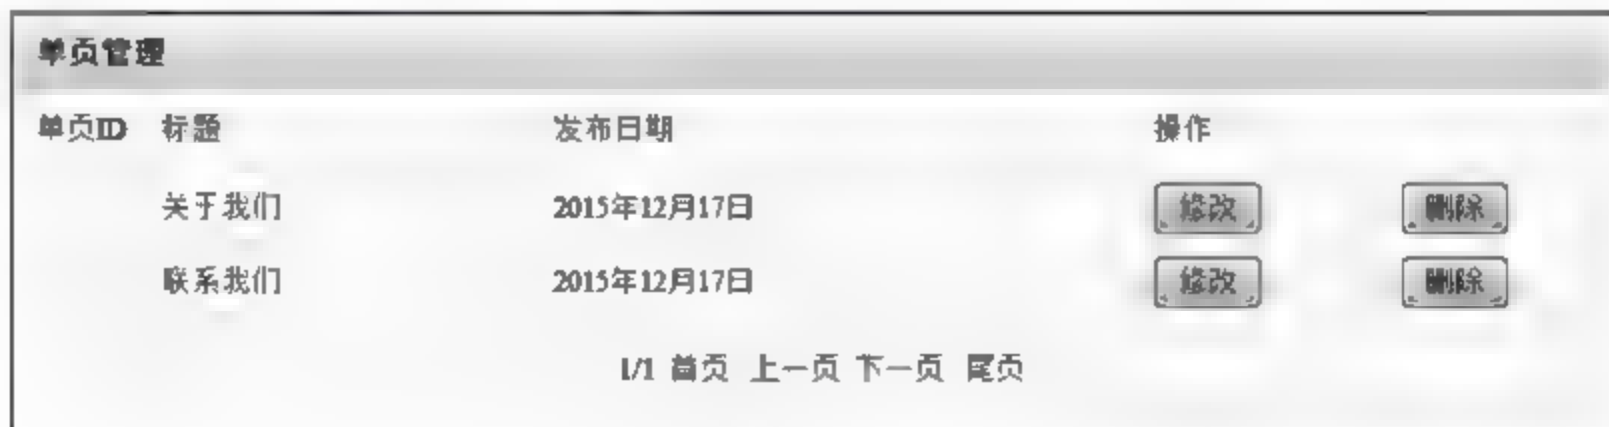 单页管理
单页ID 标题 发布日期 操作
关于我们 2015年12月17日 修改 删除
联系我们 2015年12月17日 修改 删除
1/1 首页 上一页 下一页 尾页